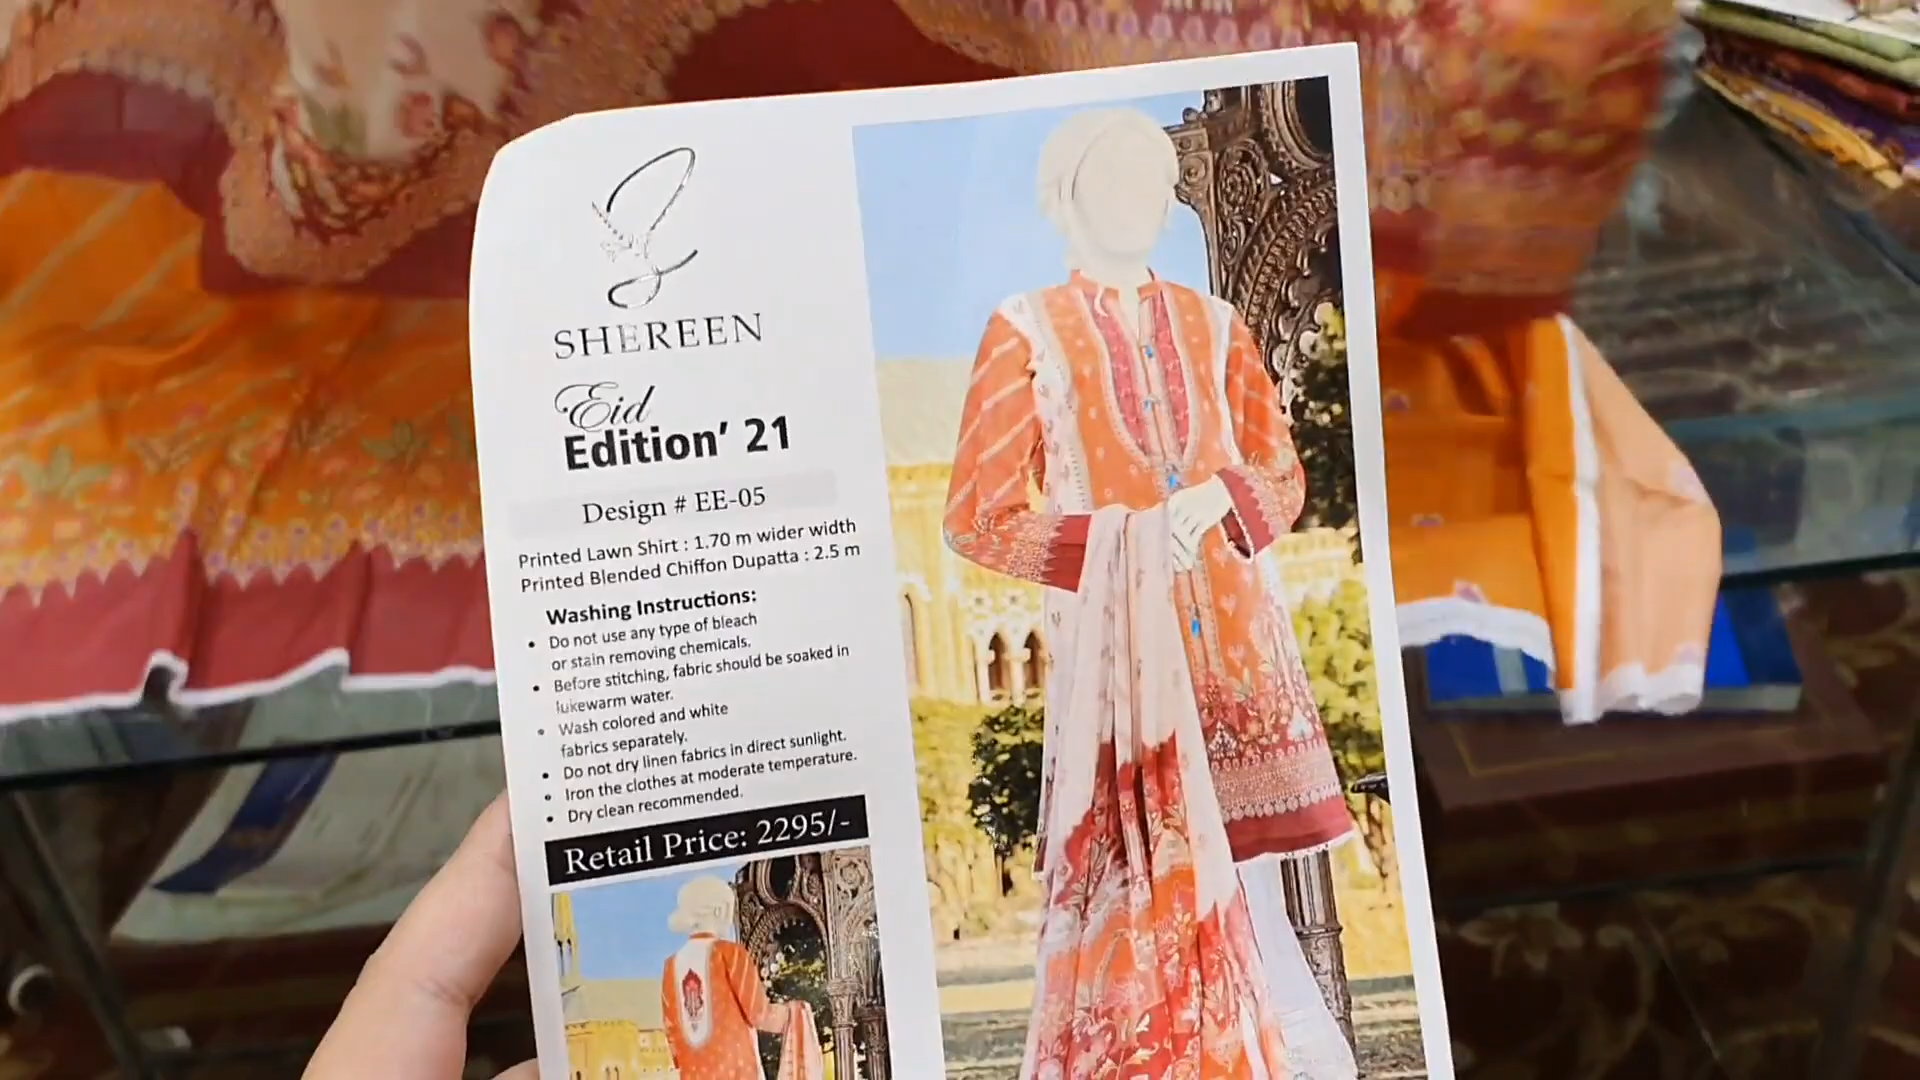 SHEREEN
Eid
Edition' 21
Design # EE-05
Printed Lawn Shirt : 1.70 m wider width
Printed Blended Chiffon Dupatta : 2.5 m
Washing Instructions:
• Do not use any type of bleach
or stain removing chemicals,
• Before stitching, fabric should be soaked in
lukewarm water.
• Wash colored and white
fabrics separately.
• Do not dry linen fabrics in direct sunlight.
• Iron the clothes at moderate temperature.
• Dry clean recommended.
Retail Price: 2295/-